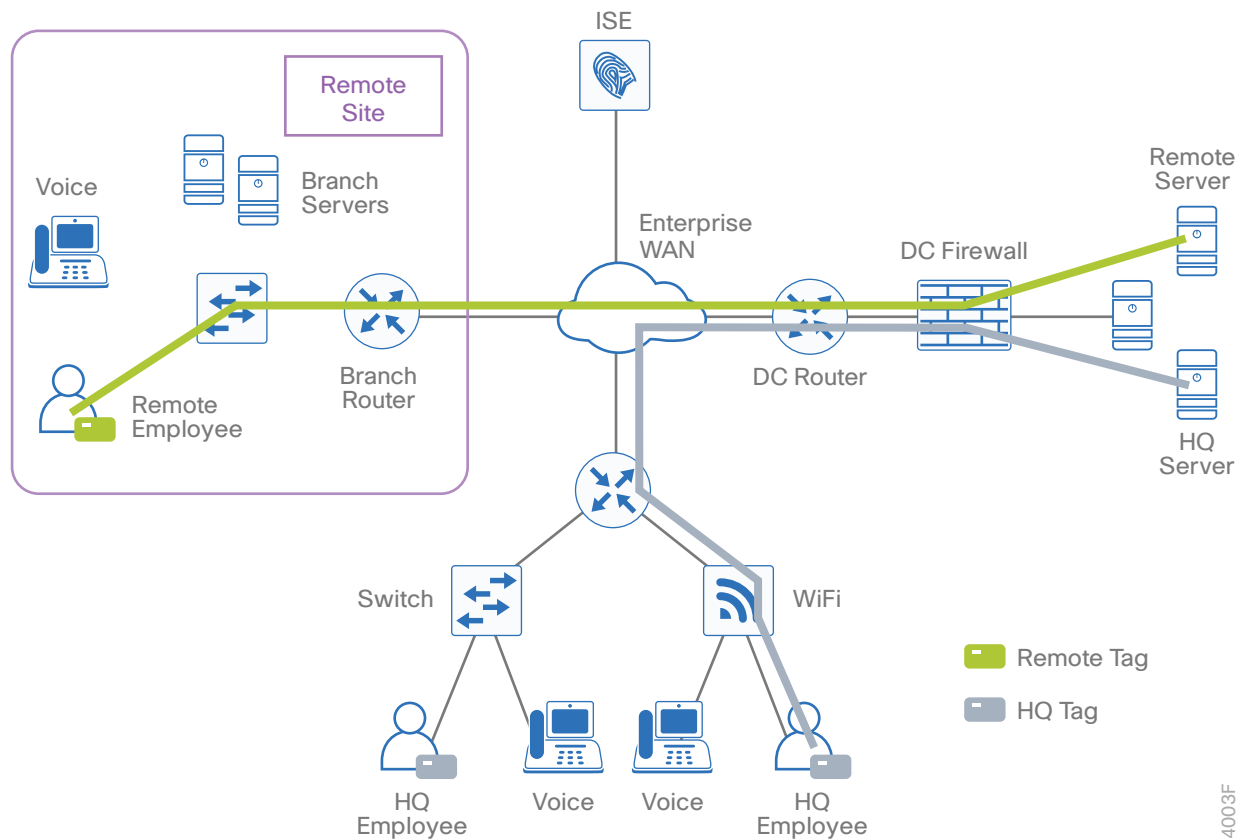 ISE
Remote
Site
Voice
Branch
Servers
Remote
Server
Enterprise
WAN
DC Firewall
Branch
Router
DC Router
Remote
Employee
HQ
Server
Switch
WiFi
Remote Tag
HQ Tag
HQ
Employee
Voice
Voice
HQ
Employee
4003F